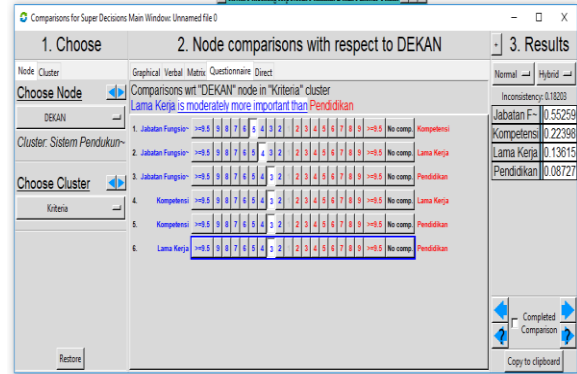 Comparisons for Super Decisions Main Window: Unnamed file 0
1. Choose
2. Node comparisons with respect to DEKAN
+ 3. Results
Node Cluster
Graphical Verbal Matrix Questionnaire Direct
Normal Hybrid
Choose Node
Comparisons wrt "DEKAN" node in "Kriteria" cluster
Lama Kerja is moderately more important than Pendidikan
Inconsistency: 0.18203
DEKAN
Cluster: Sistem Pendukun~
Choose Cluster
Kriteria
1. Jabatan Fungsio~ >=9.5 9 8 7 6 5 4 3 2 2 3 4 5 6 7 8 9 >=9.5 No comp. Kompetensi
2. Jabatan Fungsio~ >=9.5 9 8 7 6 5 4 3 2 2 3 4 5 6 7 8 9 >=9.5 No comp. Lama Kerja
3. Jabatan Fungsio~ >=9.5 9 8 7 6 5 4 3 2 2 3 4 5 6 7 8 9 >=9.5 No comp. Pendidikan
4. Kompetensi >=9.5 9 8 7 6 5 4 3 2 2 3 4 5 6 7 8 9 >=9.5 No comp. Lama Kerja
5. Kompetensi >=9.5 9 8 7 6 5 4 3 2 2 3 4 5 6 7 8 9 >=9.5 No comp. Pendidikan
6. Lama Kerja >=9.5 9 8 7 6 5 4 3 2 2 3 4 5 6 7 8 9 >=9.5 No comp. Pendidikan
Jabatan F~ 0.55259
Kompetensi 0.22398
Lama Kerja 0.13615
Pendidikan 0.08727
Completed
Comparison
? ?
Restore
Copy to clipboard